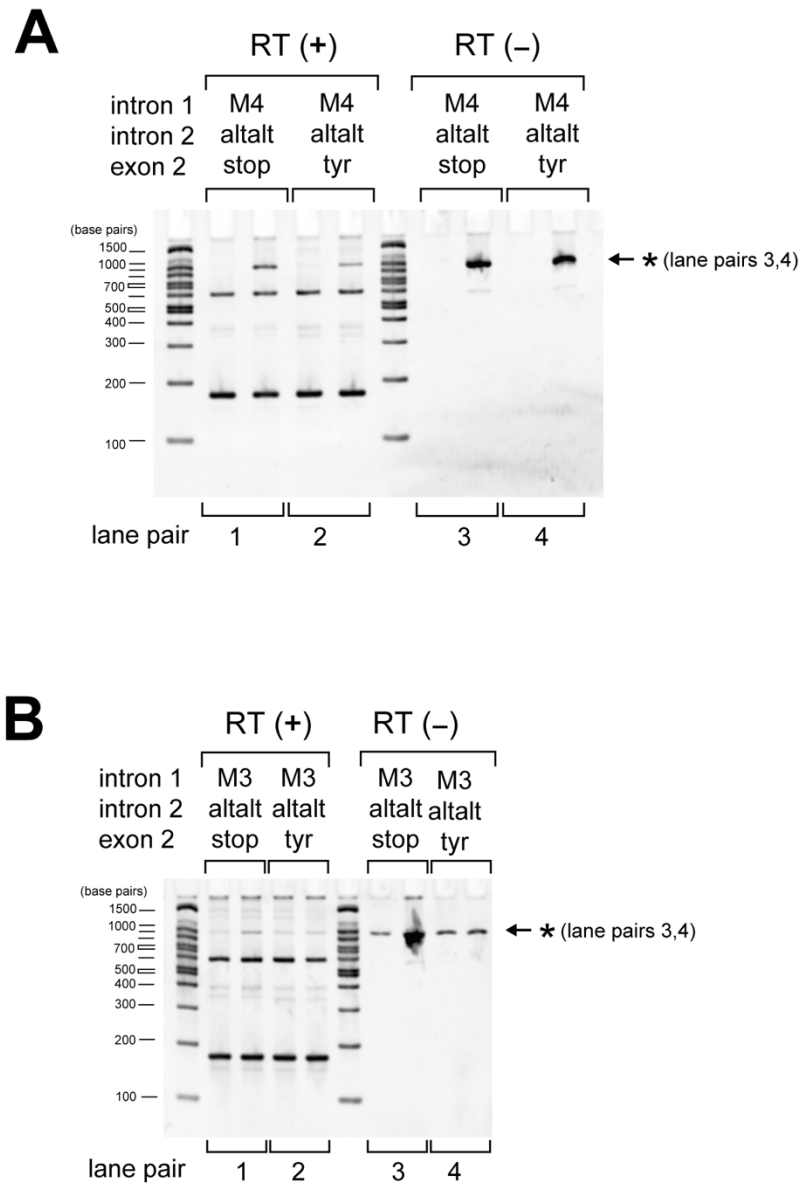 A
RT (+) RT (–)
intron 1 M4 M4 M4 M4
intron 2 altalt altalt altalt altalt
exon 2 stop tyr stop tyr
(base pairs)
1500
1000
700
500
400
300
200
100
← * (lane pairs 3,4)
lane pair 1 2 3 4
B
RT (+) RT (–)
intron 1 M3 M3 M3 M3
intron 2 altalt altalt altalt altalt
exon 2 stop tyr stop tyr
(base pairs)
1500
1000
700
500
400
300
200
100
← * (lane pairs 3,4)
lane pair 1 2 3 4